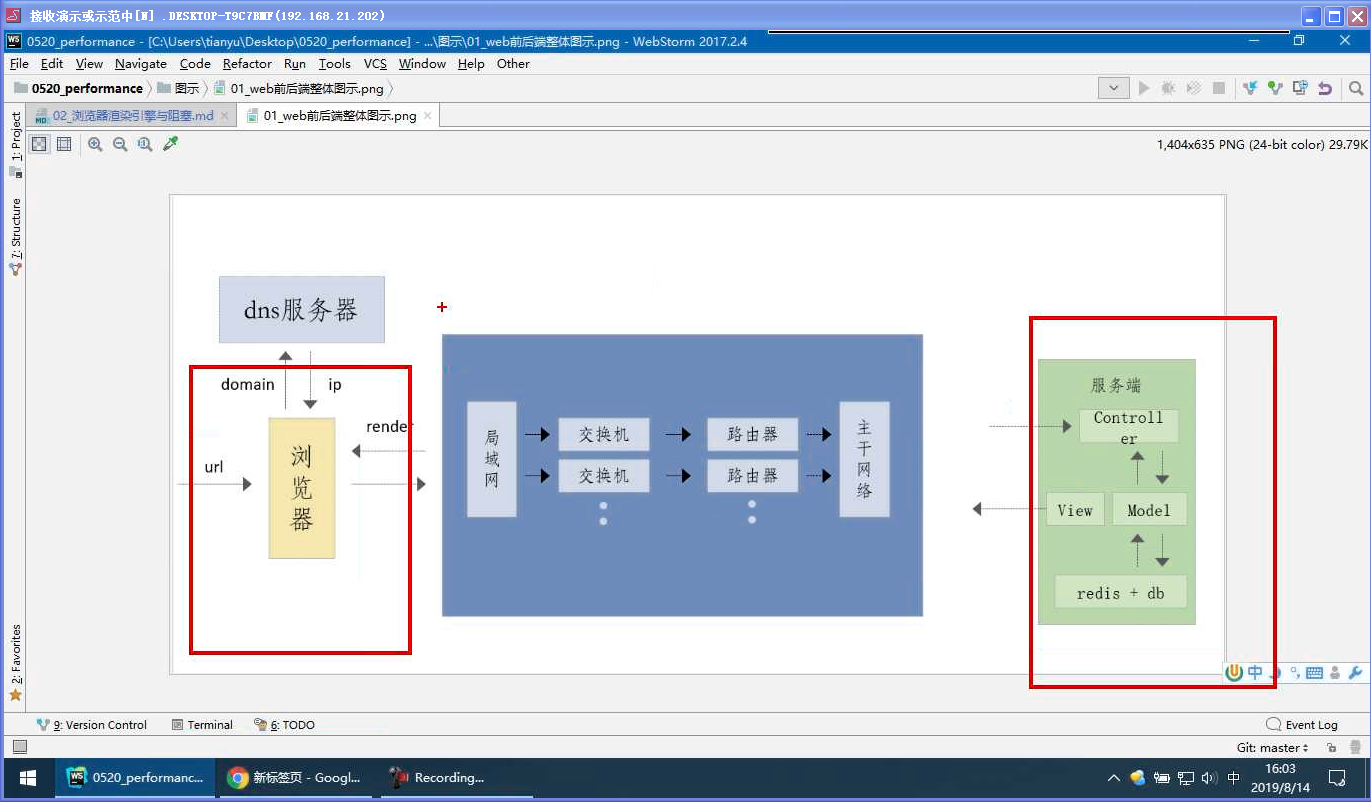 接收演示或示范中[N] .DESKTOP-T9C7BMF(192.168.21.202)
0520_performance - [C:\Users\tianyu\Desktop\0520_performance] - ...\图示\01_web前后端整体图示.png - WebStorm 2017.2.4
File Edit View Navigate Code Refactor Run Tools VCS Window Help Other
0520_performance 图示 01_web前后端整体图示.png
02_浏览器渲染引擎与阻塞.md 01_web前后端整体图示.png
1,404x635 PNG (24-bit color) 29.79K
1: Project
7: Structure
2: Favorites
dns服务器
domain ip
render
url
浏览器
局域网
交换机
交换机
路由器
路由器
主干网络
服务端
Controll
er
View Model
redis + db
中
9: Version Control Terminal 6: TODO
Event Log
Git: master
0520_performanc... 新标签页 - Googl... Recording...
中
16:03
2019/8/14